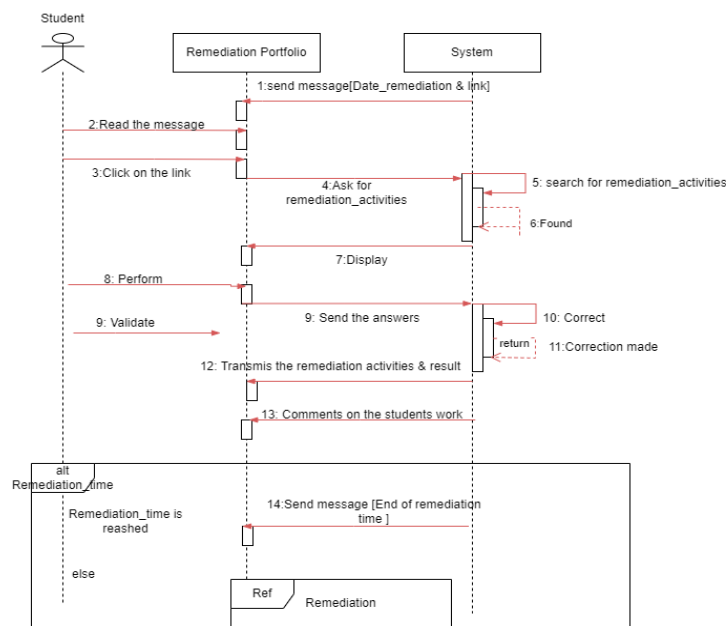 Student
Remediation Portfolio
System
1:send message[Date_remediation & link]
2:Read the message
3:Click on the link
4:Ask for
remediation_activities
5: search for remediation_activities
6:Found
7:Display
8: Perform
9: Send the answers
10: Correct
9: Validate
return
11:Correction made
12: Transmis the remediation activities & result
13: Comments on the students work
alt
Remediation_time
14:Send message [End of remediation
time ]
Remediation_time is
reashed
else
Ref
Remediation